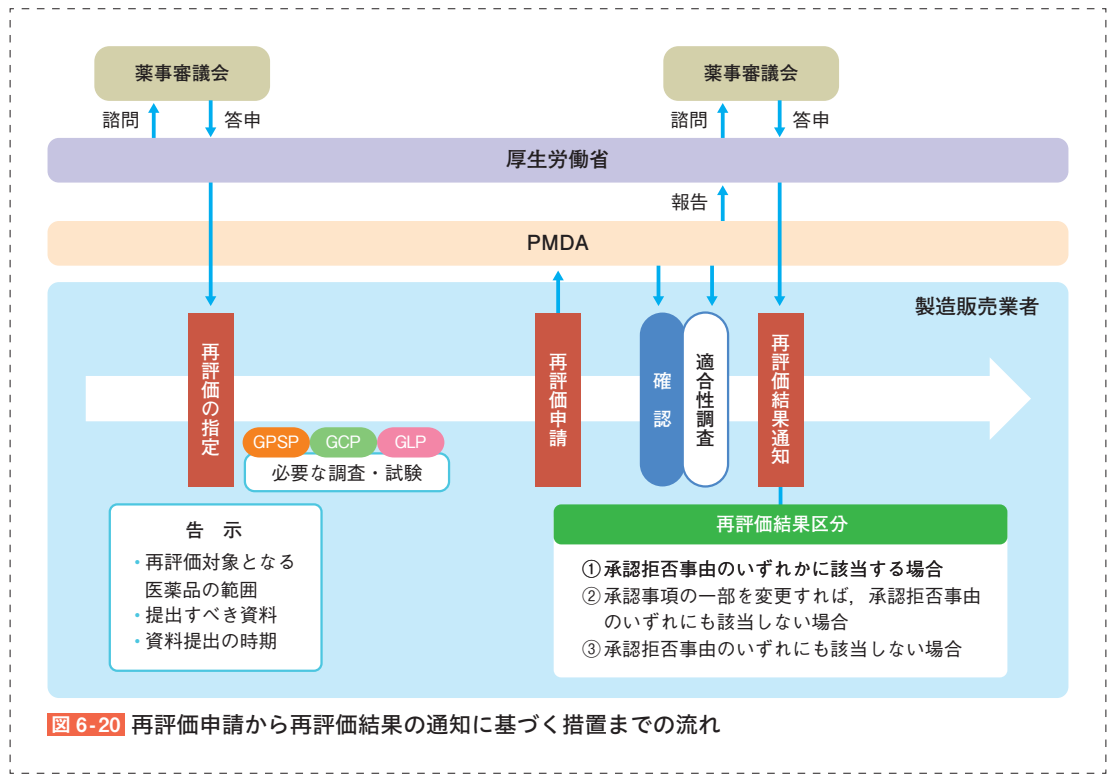 薬事審議会
薬事審議会
諮問
答申
諮問
答申
厚生労働省
報告
PMDA
製造販売業者
再評価の指定
再評価申請
確認
適合性調査
再評価結果通知
GPSP
GCP
GLP
必要な調査・試験
告 示
・再評価対象となる
医薬品の範囲
・提出すべき資料
・資料提出の時期
再評価結果区分
①承認拒否事由のいずれかに該当する場合
②承認事項の一部を変更すれば，承認拒否事由
のいずれにも該当しない場合
③承認拒否事由のいずれにも該当しない場合
図 6-20 再評価申請から再評価結果の通知に基づく措置までの流れ